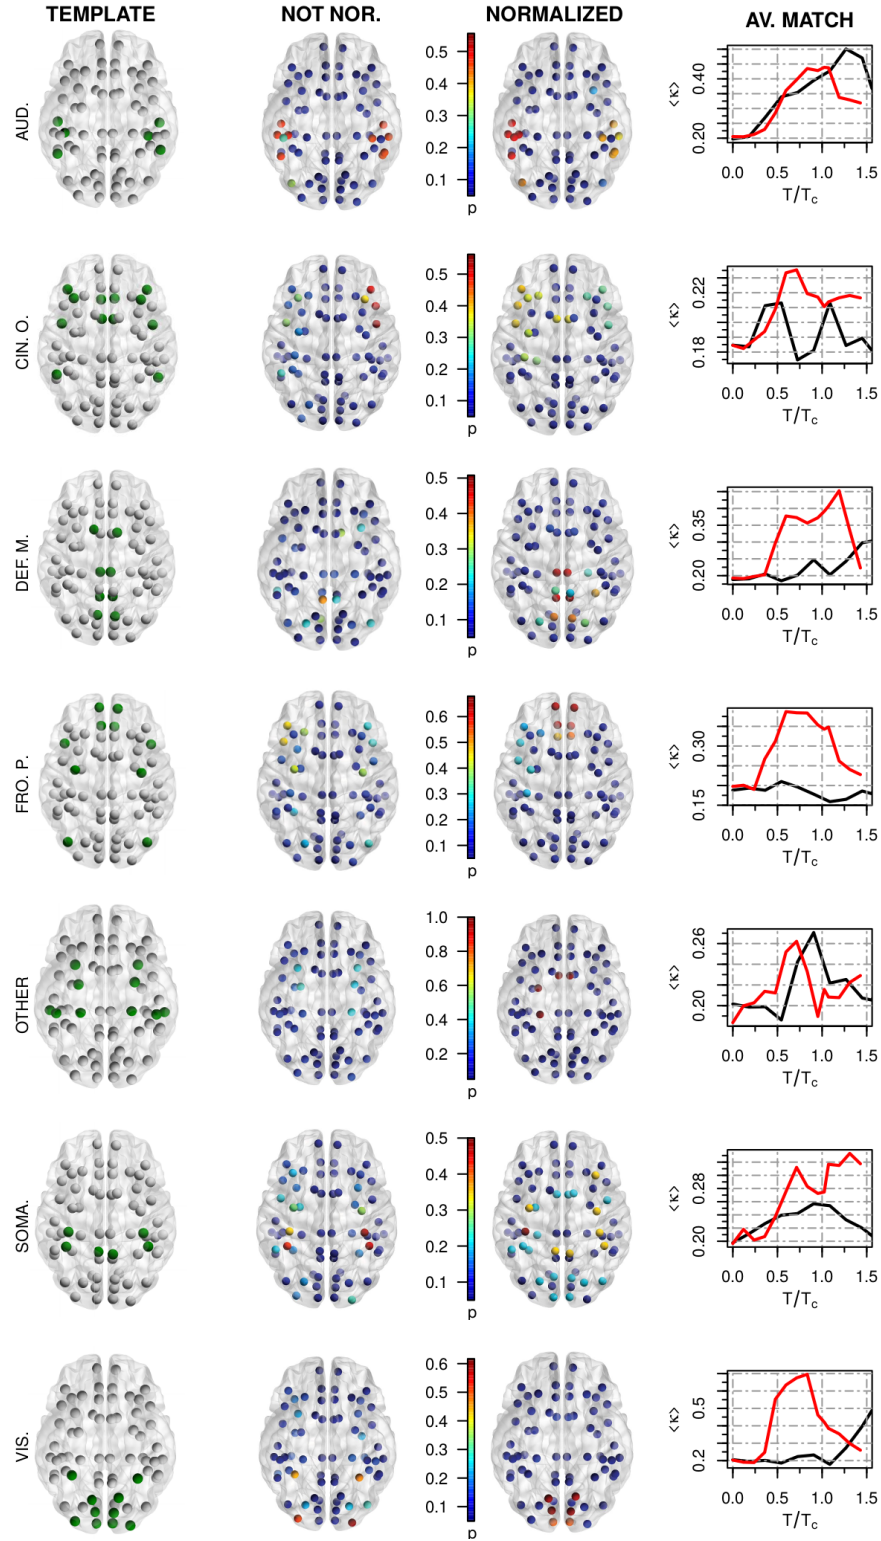 TEMPLATE NOT NOR. NORMALIZED AV. MATCH
AUD.
0.5
0.4
0.3
0.2
0.1
p
0.40
0.20
<κ>
0.0 0.5 1.0 1.5
T/Tc
CIN. O.
0.5
0.4
0.3
0.2
0.1
p
0.22
0.18
<κ>
0.0 0.5 1.0 1.5
T/Tc
DEF. M.
0.5
0.4
0.3
0.2
0.1
p
0.35
0.20
<κ>
0.0 0.5 1.0 1.5
T/Tc
FRO. P.
0.6
0.5
0.4
0.3
0.2
0.1
p
0.30
0.15
<κ>
0.0 0.5 1.0 1.5
T/Tc
OTHER
1.0
0.8
0.6
0.4
0.2
p
0.26
0.20
<κ>
0.0 0.5 1.0 1.5
T/Tc
SOMA.
0.5
0.4
0.3
0.2
0.1
p
0.28
0.20
<κ>
0.0 0.5 1.0 1.5
T/Tc
VIS.
0.6
0.5
0.4
0.3
0.2
0.1
p
0.5
0.2
<κ>
0.0 0.5 1.0 1.5
T/Tc